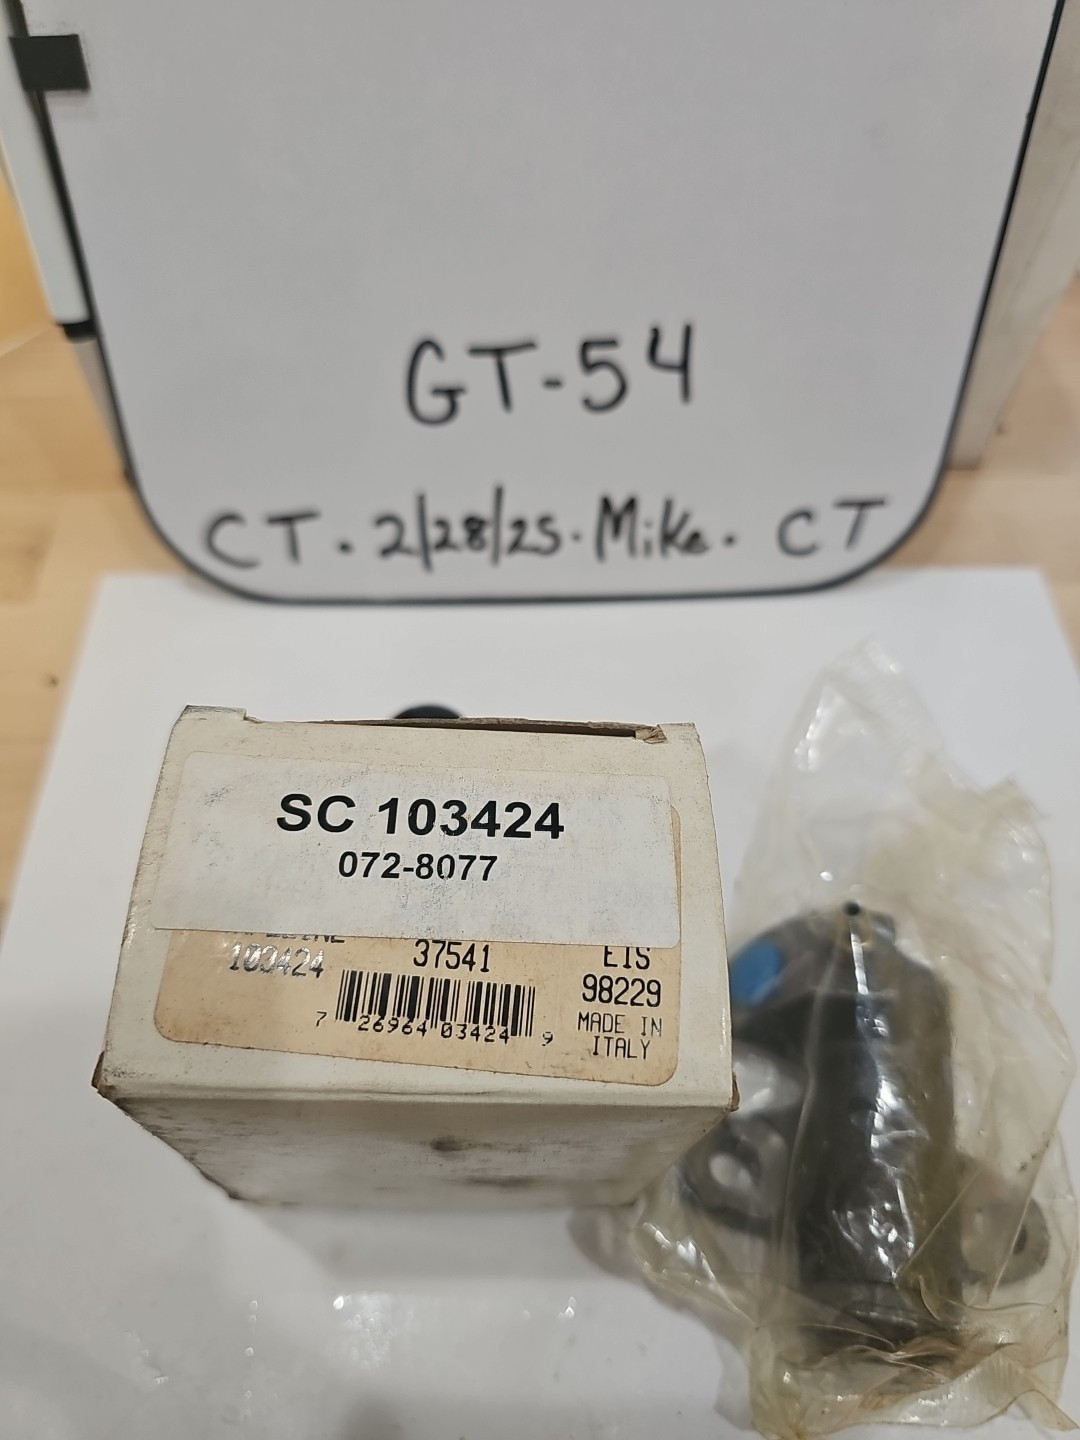 GT-54
CT. 2/28/25. Mike. CT
SC 103424
072-8077
103424
37541
EIS
98229
7 26964 03424 9
MADE IN
ITALY